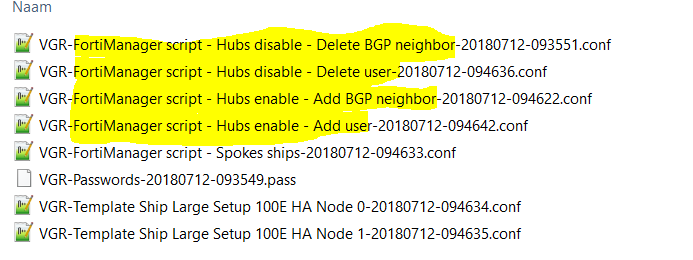 Naam
VGR-FortiManager script - Hubs disable - Delete BGP neighbor-20180712-093551.conf
VGR-FortiManager script - Hubs disable - Delete user-20180712-094636.conf
VGR-FortiManager script - Hubs enable - Add BGP neighbor-20180712-094622.conf
VGR-FortiManager script - Hubs enable - Add user-20180712-094642.conf
VGR-FortiManager script - Spokes ships-20180712-094633.conf
VGR-Passwords-20180712-093549.pass
VGR-Template Ship Large Setup 100E HA Node 0-20180712-094634.conf
VGR-Template Ship Large Setup 100E HA Node 1-20180712-094635.conf